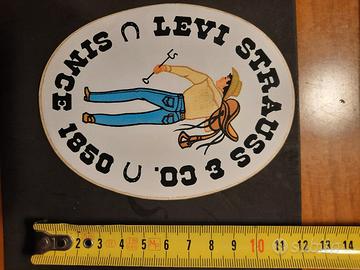 LEVI STRAUSS & CO.
SINCE 1850
2 3 4 5 6 7 8 9 10 11 12 13 14